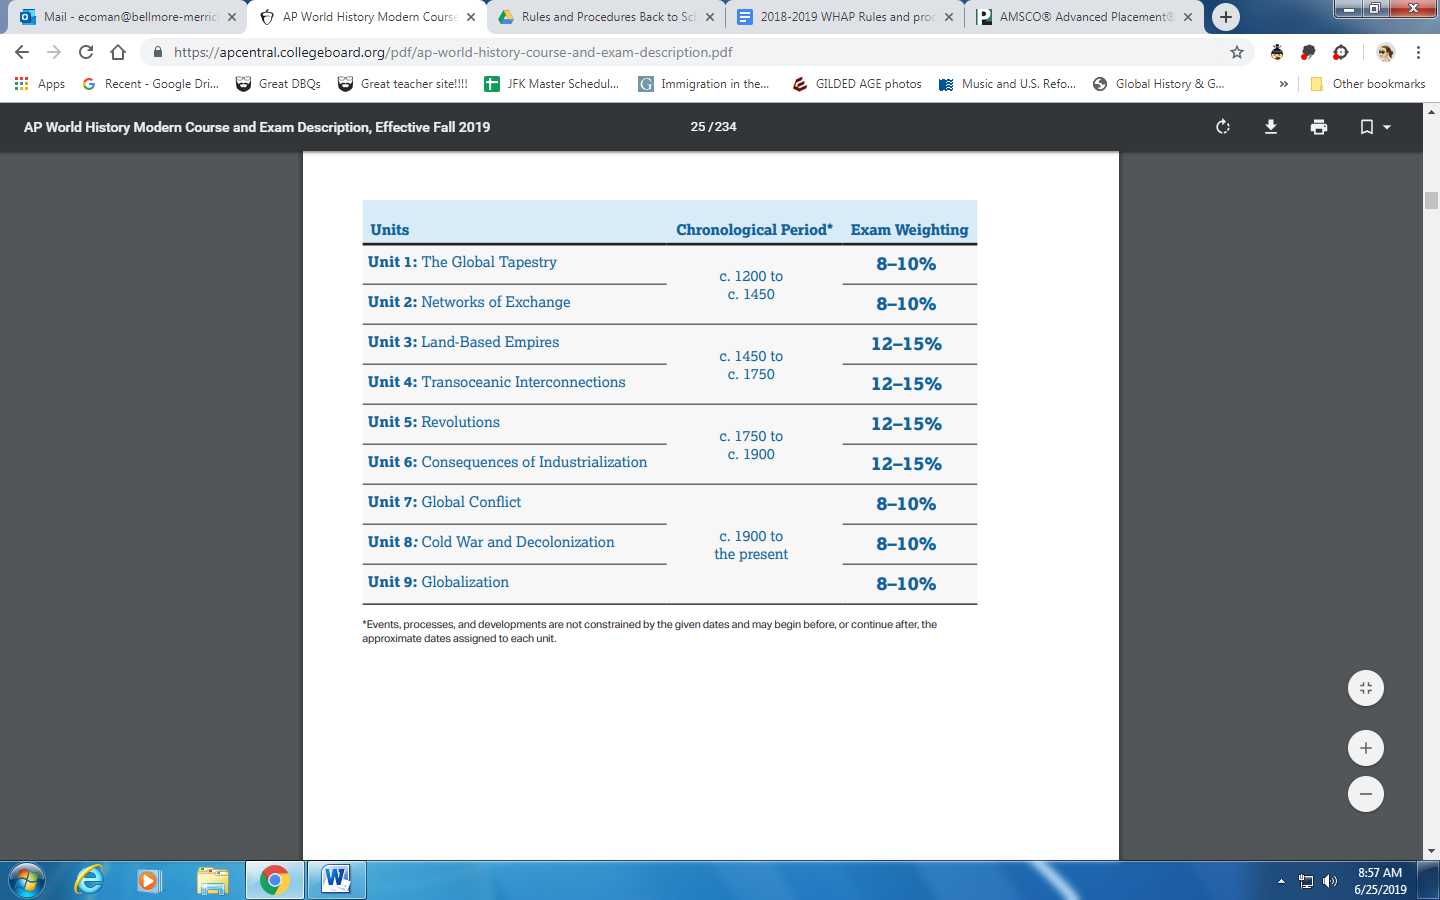 Mail - ecoman@bellmore-merric
AP World History Modern Course
Rules and Procedures Back to Sc
2018-2019 WHAP Rules and proc
AMSCO® Advanced Placement®
https://apcentral.collegeboard.org/pdf/ap-world-history-course-and-exam-description.pdf
Apps Recent - Google Dri... Great DBQs Great teacher site!!!! JFK Master Schedul... Immigration in the... GILDED AGE photos Music and U.S. Refo... Global History & G... » Other bookmarks
AP World History Modern Course and Exam Description, Effective Fall 2019 25 / 234
Units Chronological Period* Exam Weighting
Unit 1: The Global Tapestry 8–10%
c. 1200 to
c. 1450
Unit 2: Networks of Exchange 8–10%
Unit 3: Land-Based Empires 12–15%
c. 1450 to
c. 1750
Unit 4: Transoceanic Interconnections 12–15%
Unit 5: Revolutions 12–15%
c. 1750 to
c. 1900
Unit 6: Consequences of Industrialization 12–15%
Unit 7: Global Conflict 8–10%
c. 1900 to
the present
Unit 8: Cold War and Decolonization 8–10%
Unit 9: Globalization 8–10%
*Events, processes, and developments are not constrained by the given dates and may begin before, or continue after, the
approximate dates assigned to each unit.
8:57 AM
6/25/2019